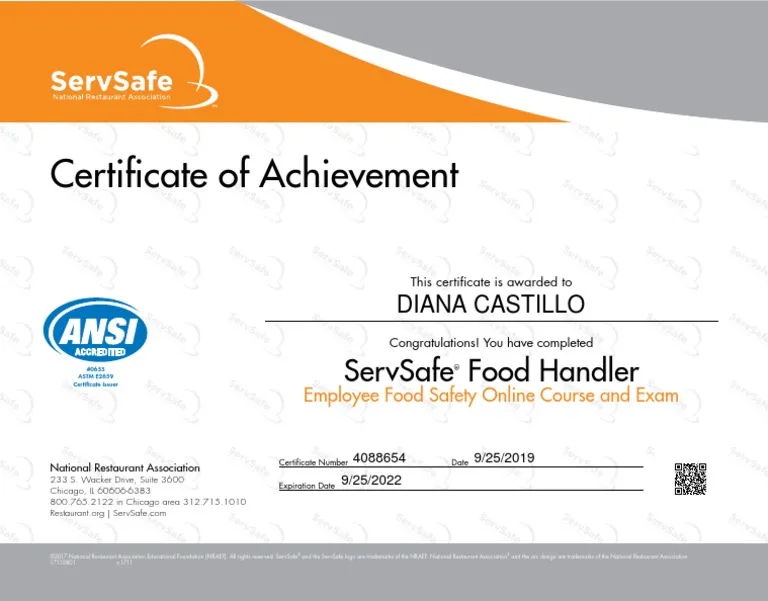 ServSafe
National Restaurant Association
Certificate of Achievement
This certificate is awarded to
DIANA CASTILLO
ANSI
ACCREDITED
#0655
ASTM E2659
Certificate Issuer
Congratulations! You have completed
ServSafe® Food Handler
Employee Food Safety Online Course and Exam
National Restaurant Association
233 S. Wacker Drive, Suite 3600
Chicago, IL 60606-6383
800.765.2122 in Chicago area 312.715.1010
Restaurant.org | ServSafe.com
Certificate Number 4088654 Date 9/25/2019
Expiration Date 9/25/2022
©2017 National Restaurant Association Educational Foundation (NRAEF). All rights reserved. ServSafe® and the ServSafe logo are trademarks of the NRAEF. National Restaurant Association® and the arc design are trademarks of the National Restaurant Association.